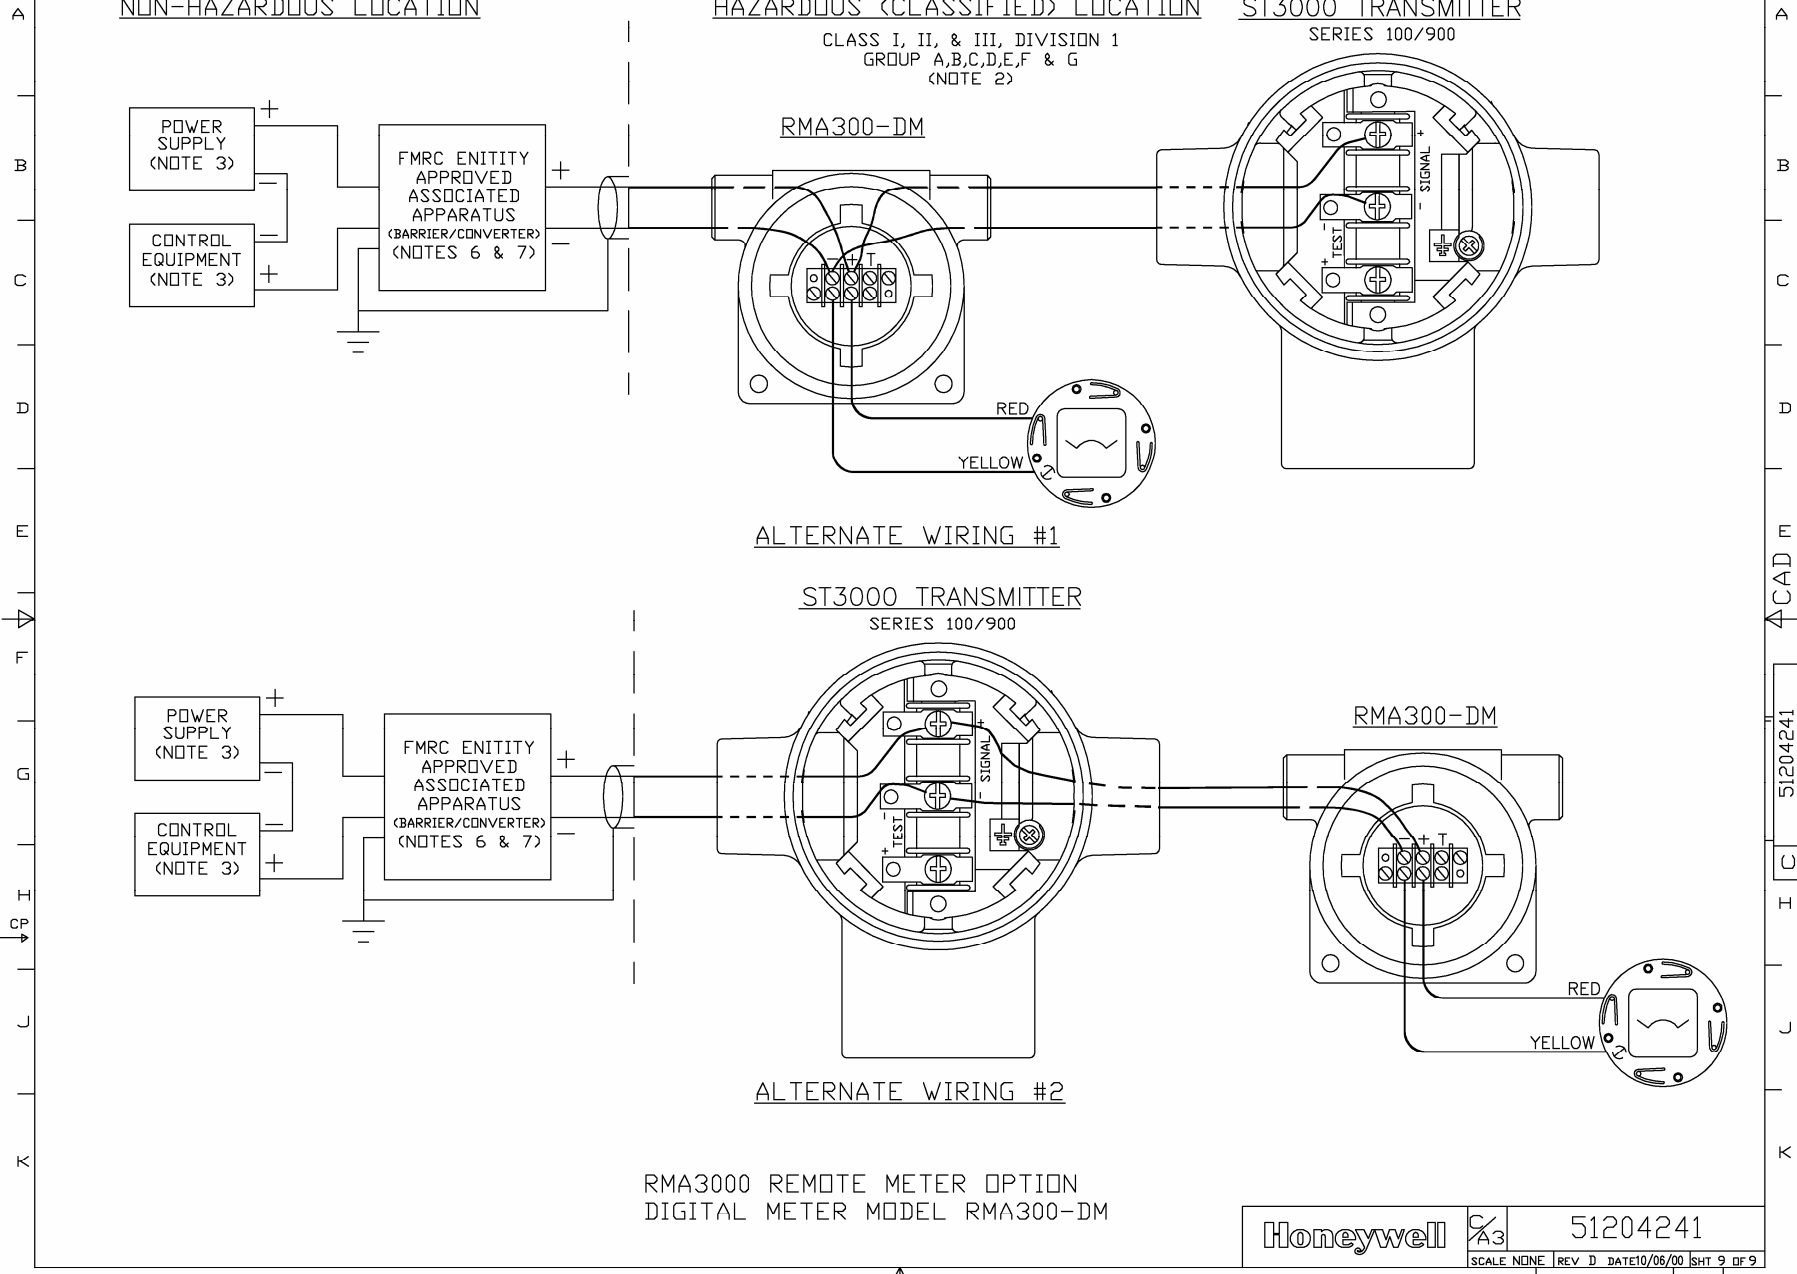 NON-HAZARDOUS LOCATION
HAZARDOUS (CLASSIFIED) LOCATION
ST3000 TRANSMITTER
SERIES 100/900
CLASS I, II, & III, DIVISION 1
GROUP A,B,C,D,E,F & G
(NOTE 2)
A
A
B
B
C
C
D
D
E
E
F
G
H
H
J
J
K
K
CP
CAD
51204241
C
POWER
SUPPLY
(NOTE 3)
+
-
CONTROL
EQUIPMENT
(NOTE 3)
-
+
FMRC ENITITY
APPROVED
ASSOCIATED
APPARATUS
(BARRIER/CONVERTER)
(NOTES 6 & 7)
+
-
RMA300-DM
- + T
+
SIGNAL
-
-
TEST
+
RED
YELLOW
ALTERNATE WIRING #1
ST3000 TRANSMITTER
SERIES 100/900
POWER
SUPPLY
(NOTE 3)
+
-
CONTROL
EQUIPMENT
(NOTE 3)
-
+
FMRC ENITITY
APPROVED
ASSOCIATED
APPARATUS
(BARRIER/CONVERTER)
(NOTES 6 & 7)
+
-
+
SIGNAL
-
-
TEST
+
RMA300-DM
- + T
RED
YELLOW
ALTERNATE WIRING #2
RMA3000 REMOTE METER OPTION
DIGITAL METER MODEL RMA300-DM
Honeywell
C/A3
51204241
SCALE NONE REV D DATE10/06/00 SHT 9 OF 9